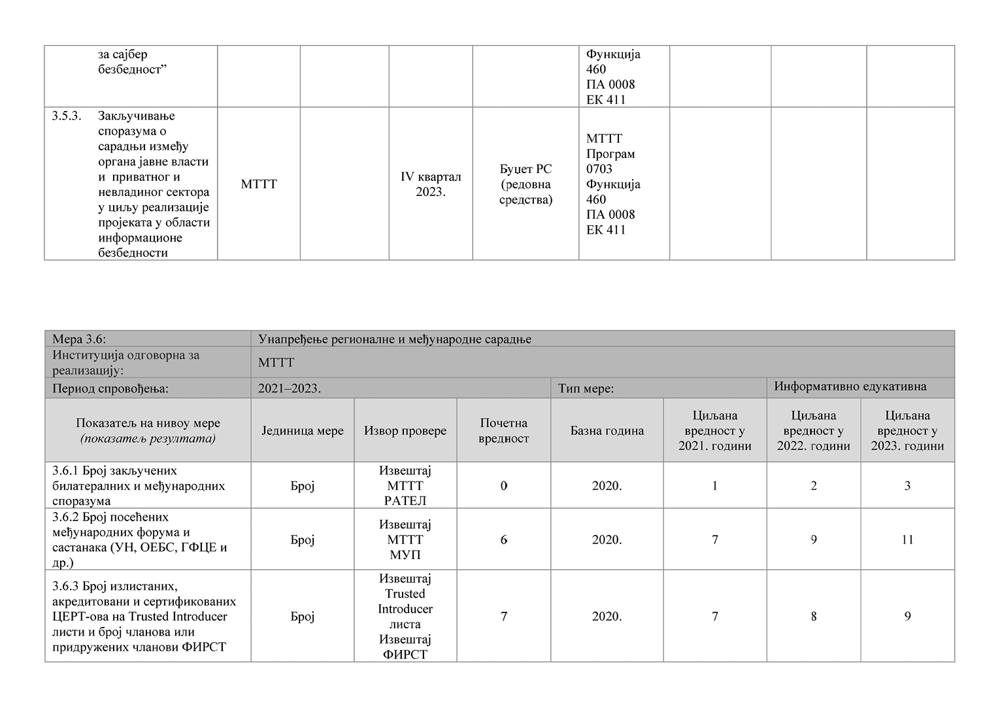 за сајбер
безбедност”
Функција
460
ПА 0008
ЕК 411
3.5.3.
Закључивање
споразума о
сарадњи између
органа јавне власти
и  приватног и
невладиног сектора
у циљу реализације
пројеката у области
информационе
безбедности
МТТТ
IV квартал
2023.
Буџет РС
(редовна
средства)
МТТТ
Програм
0703
Функција
460
ПА 0008
ЕК 411
Мера 3.6:
Унапређење регионалне и међународне сарадње
Институција одговорна за
реализацију:
МТТТ
Период спровођења:
2021–2023.
Тип мере:
Информативно едукативна
Показатељ на нивоу мере
(показатељ резултата)
Јединица мере
Извор провере
Почетна
вредност
Базна година
Циљана
вредност у
2021. години
Циљана
вредност у
2022. години
Циљана
вредност у
2023. години
3.6.1 Број закључених
билатералних и међународних
споразума
Број
Извештај
МТТТ
РАТЕЛ
0
2020.
1
2
3
3.6.2 Број посећених
међународних форума и
састанака (УН, ОЕБС, ГФЦЕ и
др.)
Број
Извештај
МТТТ
МУП
6
2020.
7
9
11
3.6.3 Број излистаних,
акредитовани и сертификованих
ЦЕРТ-ова на Trusted Introducer
листи и број чланова или
придружених чланови ФИРСТ
Број
Извештај
Trusted
Introducer
листа
Извештај
ФИРСТ
7
2020.
7
8
9